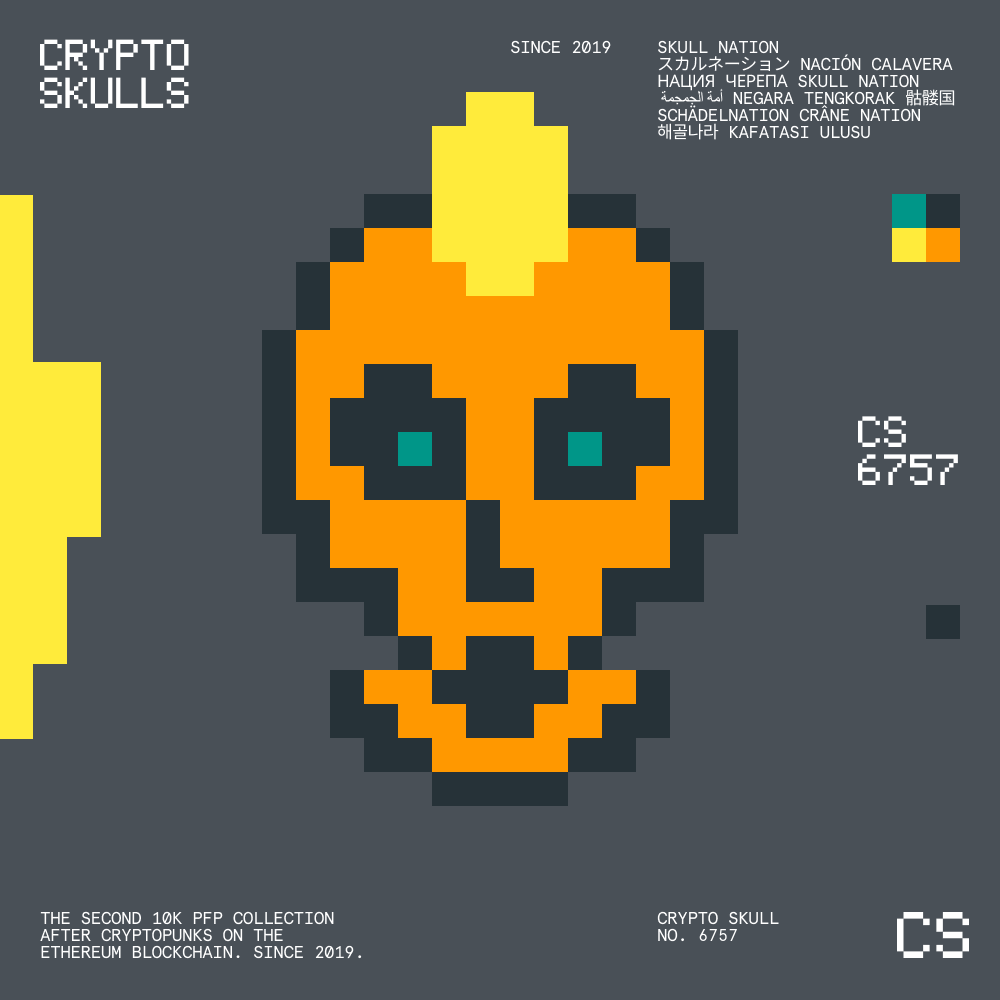 CRYPTO
SKULLS
SINCE 2019
SKULL NATION
スカルネーション NACIÓN CALAVERA
НАЦИЯ ЧЕРЕПА SKULL NATION
أمة الجمجمة NEGARA TENGKORAK 骷髅国
SCHÄDELNATION CRÂNE NATION
해골나라 KAFATASI ULUSU
CS
6757
THE SECOND 10K PFP COLLECTION
AFTER CRYPTOPUNKS ON THE
ETHEREUM BLOCKCHAIN. SINCE 2019.
CRYPTO SKULL
NO. 6757
CS